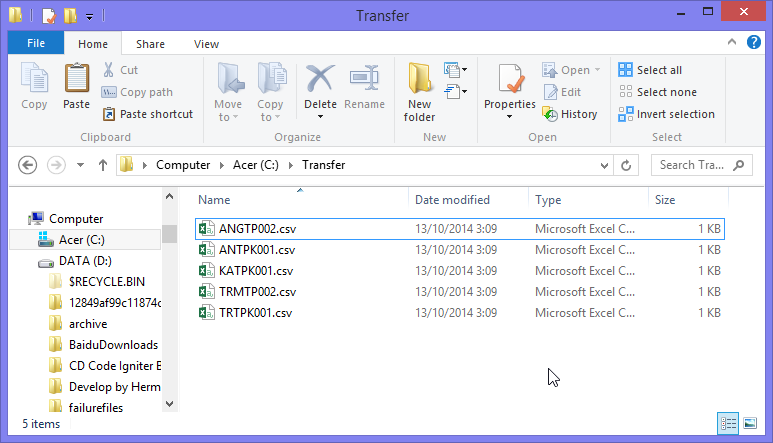 Transfer
File Home Share View
Copy
Paste
Cut
Copy path
Paste shortcut
Clipboard
Move to
Copy to
Delete
Rename
Organize
New folder
New
Properties
Open
Edit
History
Open
Select all
Select none
Invert selection
Select
Computer Acer (C:) Transfer
Search Tra...
Name Date modified Type Size
ANGTP002.csv 13/10/2014 3:09 Microsoft Excel C... 1 KB
ANTPK001.csv 13/10/2014 3:09 Microsoft Excel C... 1 KB
KATPK001.csv 13/10/2014 3:09 Microsoft Excel C... 1 KB
TRMTP002.csv 13/10/2014 3:09 Microsoft Excel C... 1 KB
TRTPK001.csv 13/10/2014 3:09 Microsoft Excel C... 1 KB
Computer
Acer (C:)
DATA (D:)
$RECYCLE.BIN
12849af99c11874c
archive
BaiduDownloads
CD Code Igniter B
Develop by Herm
failurefiles
5 items